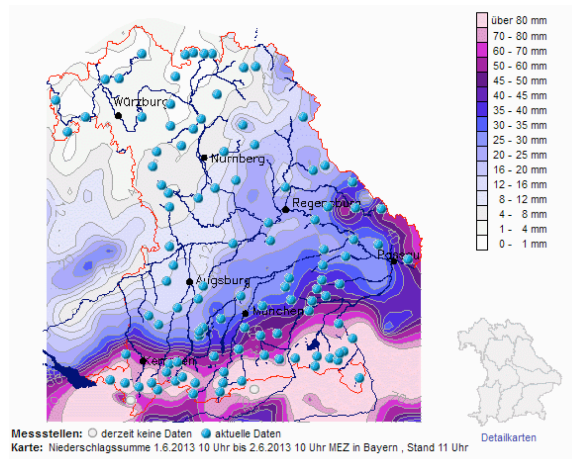 über 80 mm
70 - 80 mm
60 - 70 mm
50 - 60 mm
45 - 50 mm
40 - 45 mm
35 - 40 mm
30 - 35 mm
25 - 30 mm
20 - 25 mm
16 - 20 mm
12 - 16 mm
8 - 12 mm
4 - 8 mm
1 - 4 mm
0 - 1 mm
Würzburg
Nürnberg
Regensburg
Passau
Augsburg
München
Kempten
Detailkarten
Messstellen: derzeit keine Daten aktuelle Daten
Karte: Niederschlagssumme 1.6.2013 10 Uhr bis 2.6.2013 10 Uhr MEZ in Bayern , Stand 11 Uhr